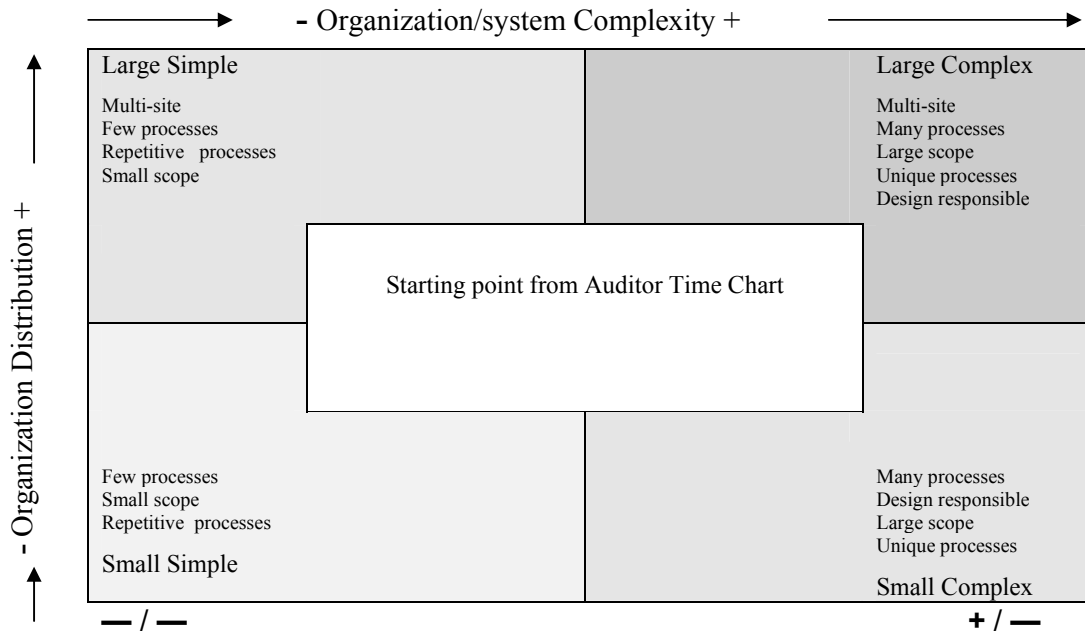 - Organization/system Complexity +
- Organization Distribution +
Large Simple
Multi-site
Few processes
Repetitive processes
Small scope
Large Complex
Multi-site
Many processes
Large scope
Unique processes
Design responsible
Starting point from Auditor Time Chart
Few processes
Small scope
Repetitive processes
Small Simple
Many processes
Design responsible
Large scope
Unique processes
Small Complex
— / —
+ / —